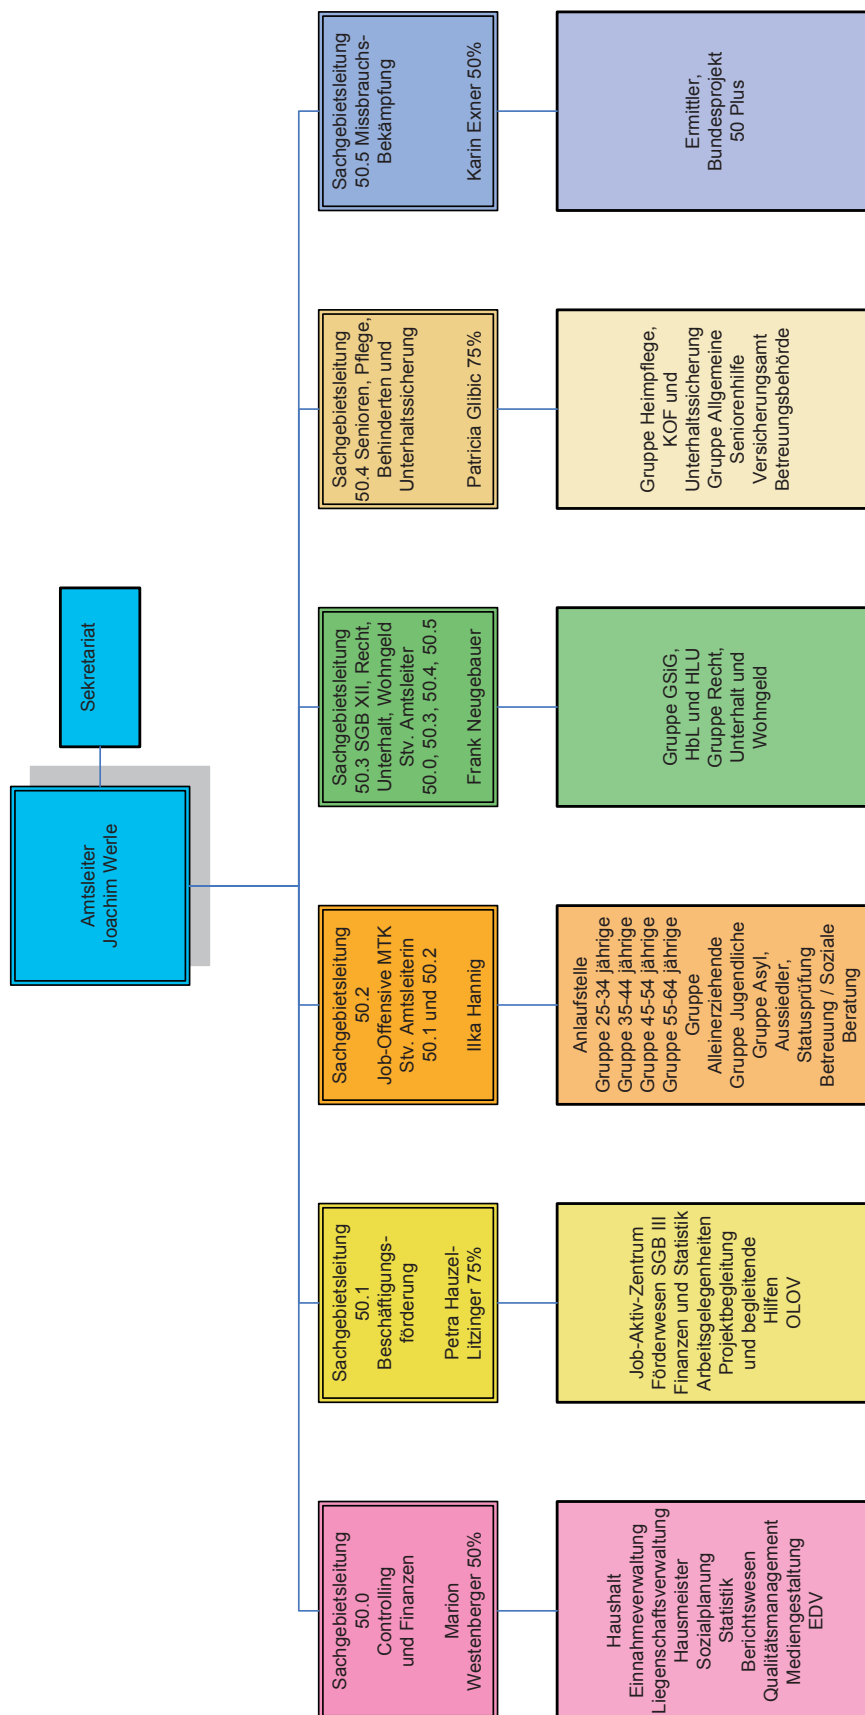 Amtsleiter
Joachim Werle
Sekretariat
Sachgebietsleitung
50.0
Controlling
und Finanzen
Marion
Westenberger 50%
Sachgebietsleitung
50.1
Beschäftigungs-
förderung
Petra Hauzel-
Litzinger 75%
Sachgebietsleitung
50.2
Job-Offensive MTK
Stv. Amtsleiterin
50.1 und 50.2
Ilka Hannig
Sachgebietsleitung
50.3 SGB XII, Recht,
Unterhalt, Wohngeld
Stv. Amtsleiter
50.0, 50.3, 50.4, 50.5
Frank Neugebauer
Sachgebietsleitung
50.4 Senioren, Pflege,
Behinderten und
Unterhaltssicherung
Patricia Glibic 75%
Sachgebietsleitung
50.5 Missbrauchs-
Bekämpfung
Karin Exner 50%
Haushalt
Einnahmeverwaltung
Liegenschaftsverwaltung
Hausmeister
Sozialplanung
Statistik
Berichtswesen
Qualitätsmanagement
Mediengestaltung
EDV
Job-Aktiv-Zentrum
Förderwesen SGB III
Finanzen und Statistik
Arbeitsgelegenheiten
Projektbegleitung
und begleitende
Hilfen
OLOV
Anlaufstelle
Gruppe 25-34 jährige
Gruppe 35-44 jährige
Gruppe 45-54 jährige
Gruppe 55-64 jährige
Gruppe
Alleinerziehende
Gruppe Jugendliche
Gruppe Asyl,
Aussiedler,
Statusprüfung
Betreuung / Soziale
Beratung
Gruppe GSiG,
HbL und HLU
Gruppe Recht,
Unterhalt und
Wohngeld
Gruppe Heimpflege,
KOF und
Unterhaltssicherung
Gruppe Allgemeine
Seniorenhilfe
Versicherungsamt
Betreuungsbehörde
Ermittler,
Bundesprojekt
50 Plus